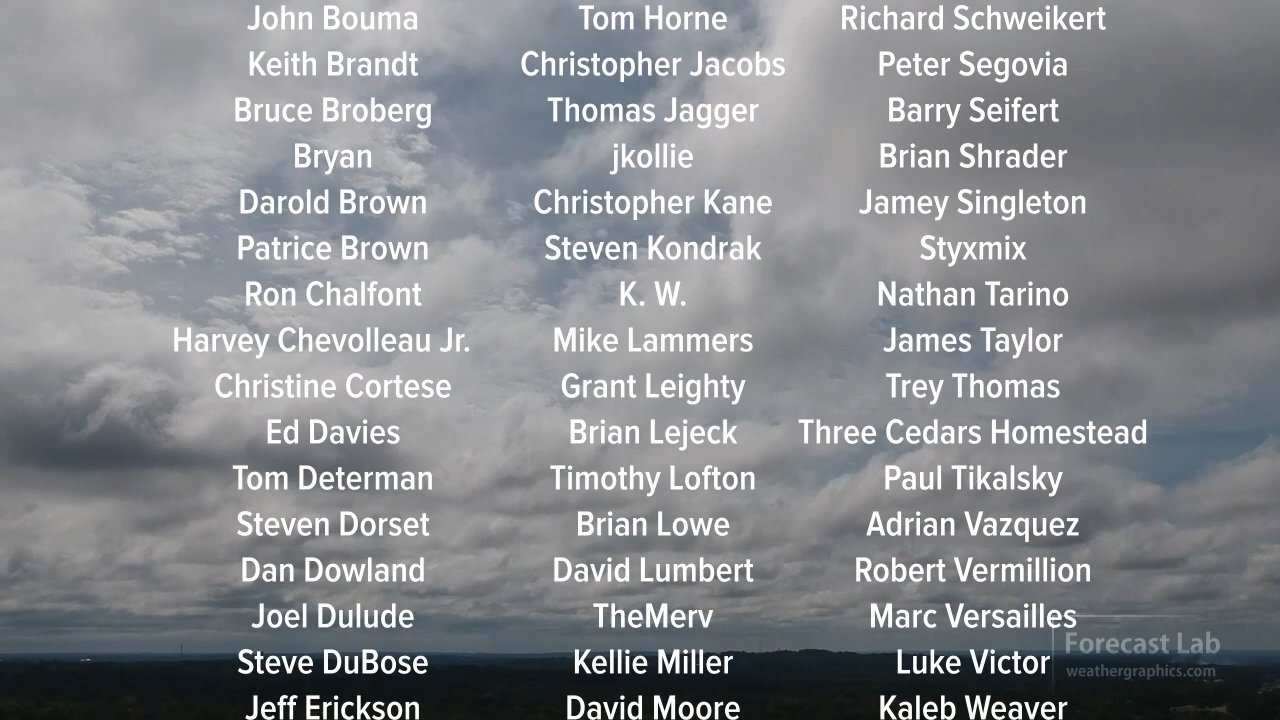 John Bouma
Keith Brandt
Bruce Broberg
Bryan
Darold Brown
Patrice Brown
Ron Chalfont
Harvey Chevolleau Jr.
Christine Cortese
Ed Davies
Tom Determan
Steven Dorset
Dan Dowland
Joel Dulude
Steve DuBose
Jeff Erickson
Tom Horne
Christopher Jacobs
Thomas Jagger
jkollie
Christopher Kane
Steven Kondrak
K. W.
Mike Lammers
Grant Leighty
Brian Lejeck
Timothy Lofton
Brian Lowe
David Lumbert
TheMerv
Kellie Miller
David Moore
Richard Schweikert
Peter Segovia
Barry Seifert
Brian Shrader
Jamey Singleton
Styxmix
Nathan Tarino
James Taylor
Trey Thomas
Three Cedars Homestead
Paul Tikalsky
Adrian Vazquez
Robert Vermillion
Marc Versailles
Luke Victor
Kaleb Weaver
Forecast Lab
weathergraphics.com